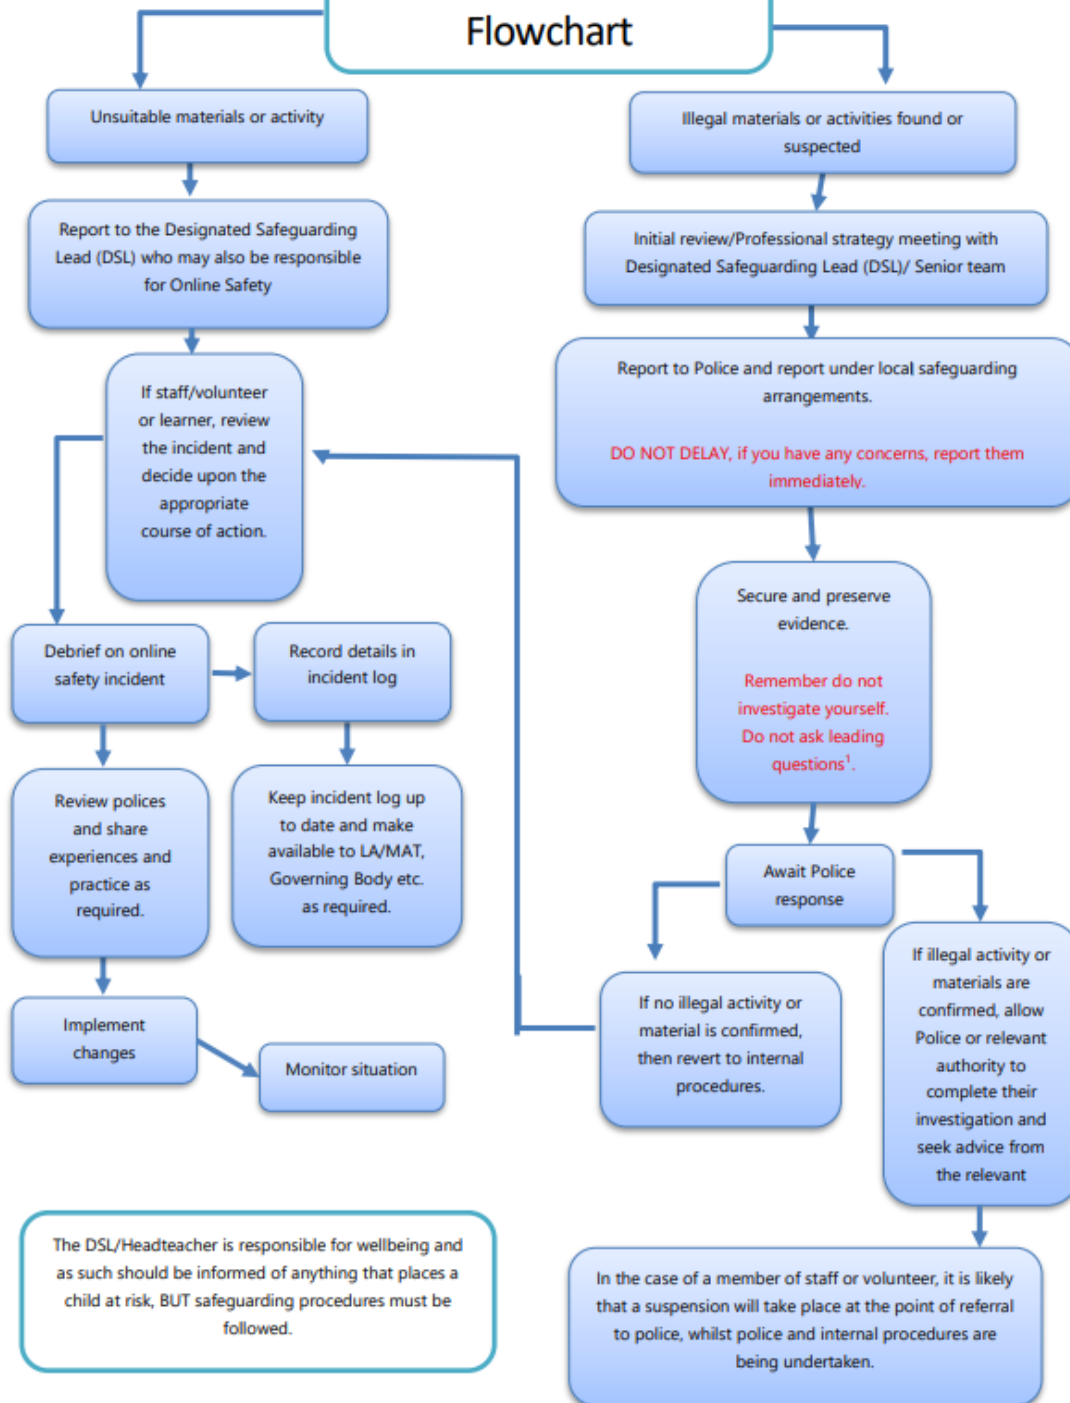 Flowchart
Unsuitable materials or activity
Report to the Designated Safeguarding
Lead (DSL) who may also be responsible
for Online Safety
If staff/volunteer
or learner, review
the incident and
decide upon the
appropriate
course of action.
Debrief on online
safety incident
Record details in
incident log
Review polices
and share
experiences and
practice as
required.
Keep incident log up
to date and make
available to LA/MAT,
Governing Body etc.
as required.
Implement
changes
Monitor situation
Illegal materials or activities found or
suspected
Initial review/Professional strategy meeting with
Designated Safeguarding Lead (DSL)/ Senior team
Report to Police and report under local safeguarding
arrangements.
DO NOT DELAY, if you have any concerns, report them
immediately.
Secure and preserve
evidence.
Remember do not
investigate yourself.
Do not ask leading
questions¹.
Await Police
response
If no illegal activity or
material is confirmed,
then revert to internal
procedures.
If illegal activity or
materials are
confirmed, allow
Police or relevant
authority to
complete their
investigation and
seek advice from
the relevant
In the case of a member of staff or volunteer, it is likely
that a suspension will take place at the point of referral
to police, whilst police and internal procedures are
being undertaken.
The DSL/Headteacher is responsible for wellbeing and
as such should be informed of anything that places a
child at risk, BUT safeguarding procedures must be
followed.